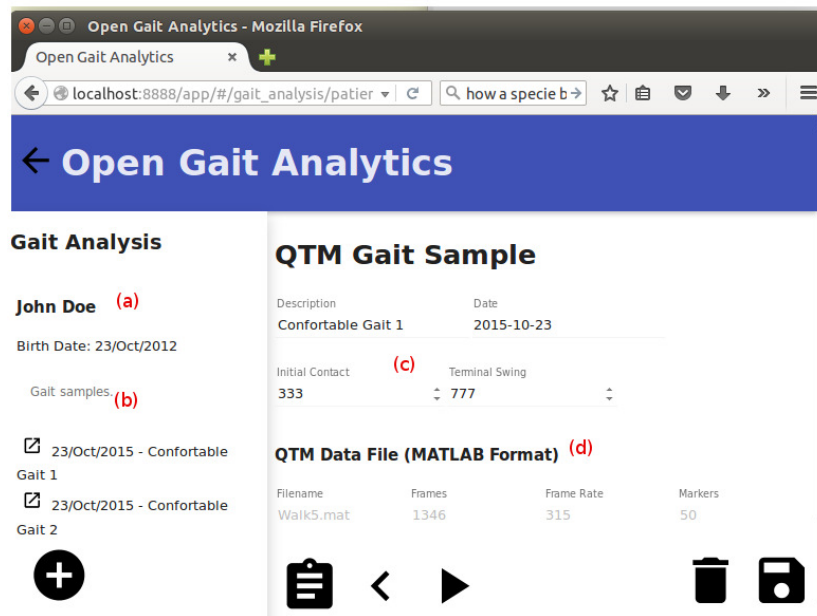 Open Gait Analytics - Mozilla Firefox
Open Gait Analytics
localhost:8888/app/#/gait_analysis/patier
how a specie b
Open Gait Analytics
Gait Analysis
John Doe (a)
Birth Date: 23/Oct/2012
Gait samples. (b)
23/Oct/2015 - Confortable
Gait 1
23/Oct/2015 - Confortable
Gait 2
QTM Gait Sample
Description Date
Confortable Gait 1 2015-10-23
Initial Contact (c) Terminal Swing
333 777
QTM Data File (MATLAB Format) (d)
Filename Frames Frame Rate Markers
Walk5.mat 1346 315 50